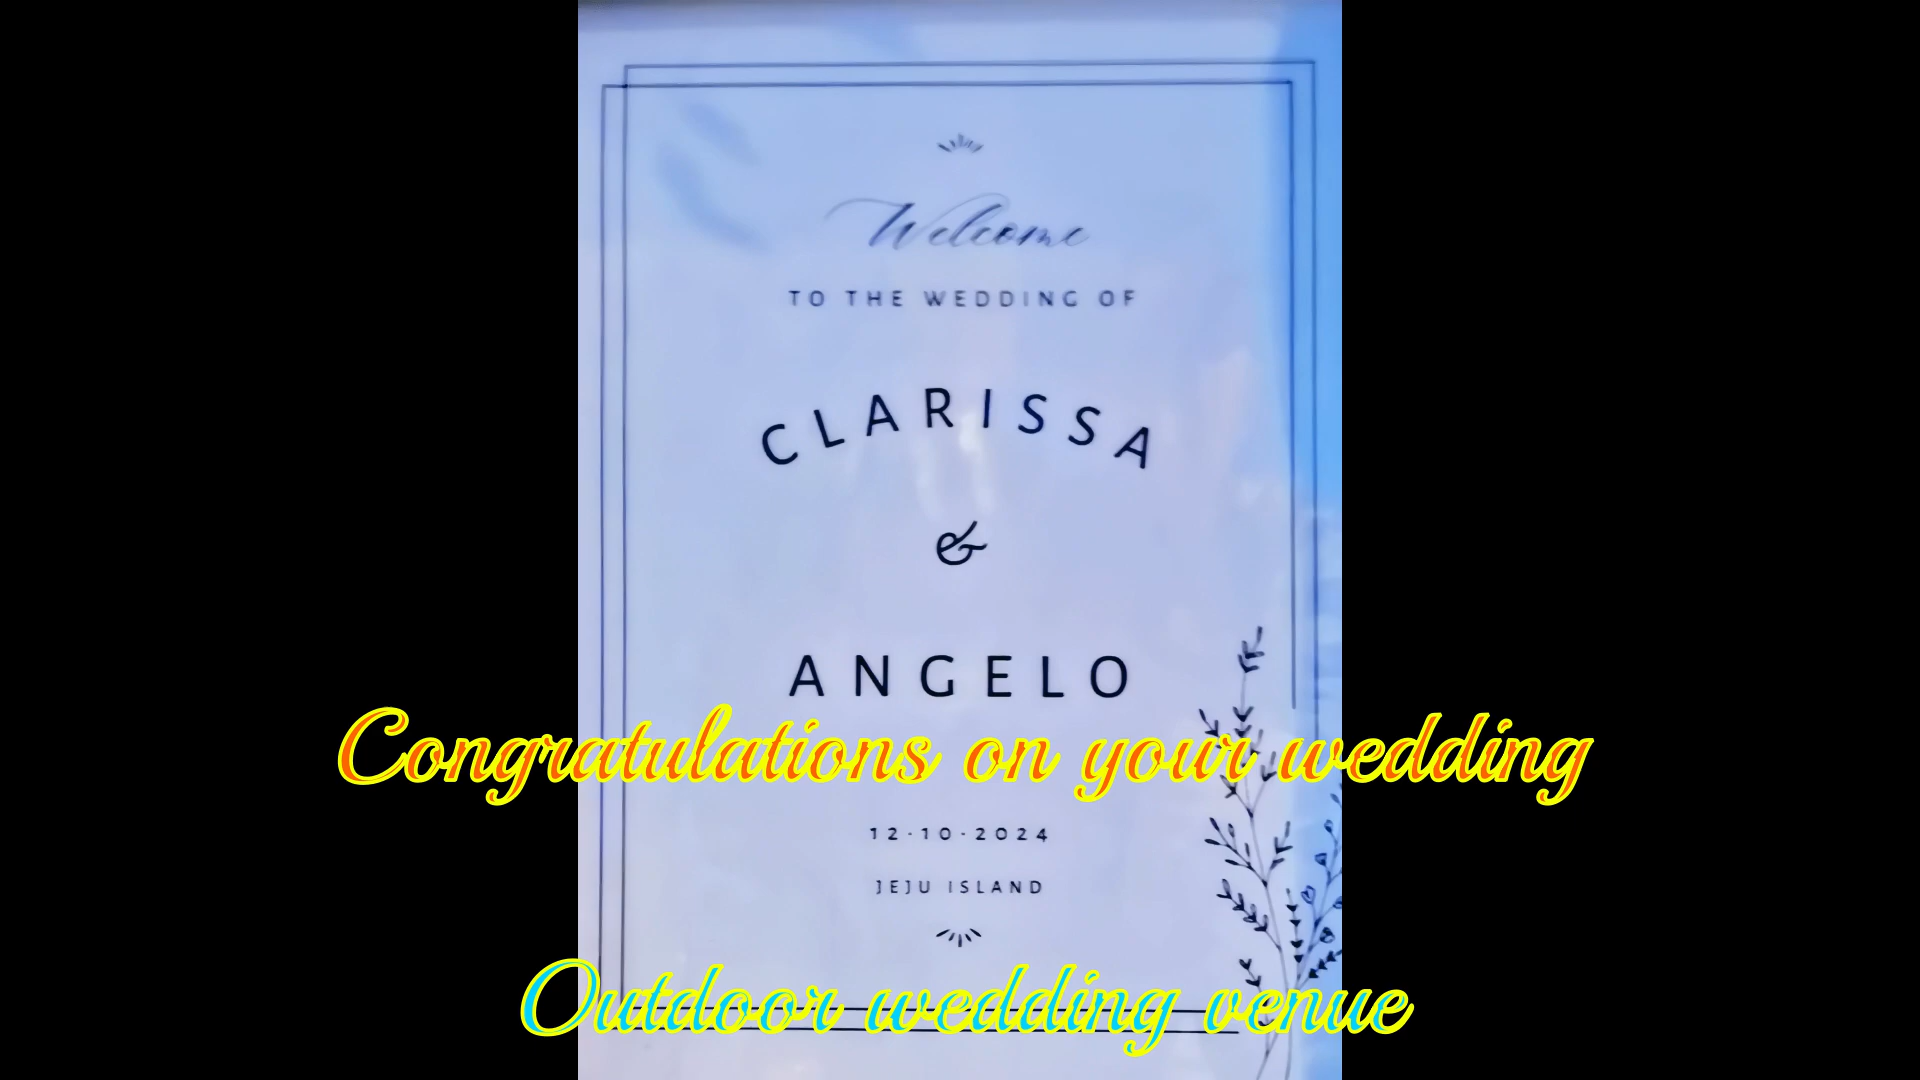 Welcome
TO THE WEDDING OF
CLARISSA
&
ANGELO
Congratulations on your wedding
12·10·2024
JEJU ISLAND
Outdoor wedding venue